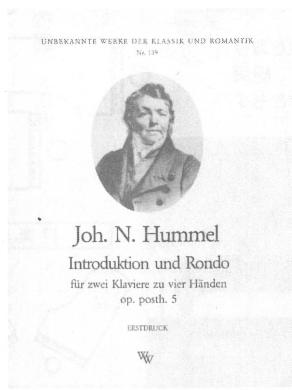 UNBEKANNTE WERKE DER KLASSIK UND ROMANTIK
Nr. 139
Joh. N. Hummel
Introduktion und Rondo
für zwei Klaviere zu vier Händen
op. posth. 5
ERSTDRUCK
WW